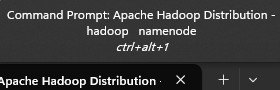 Command Prompt: Apache Hadoop Distribution -
hadoop   namenode
ctrl+alt+1
Apache Hadoop Distribution -